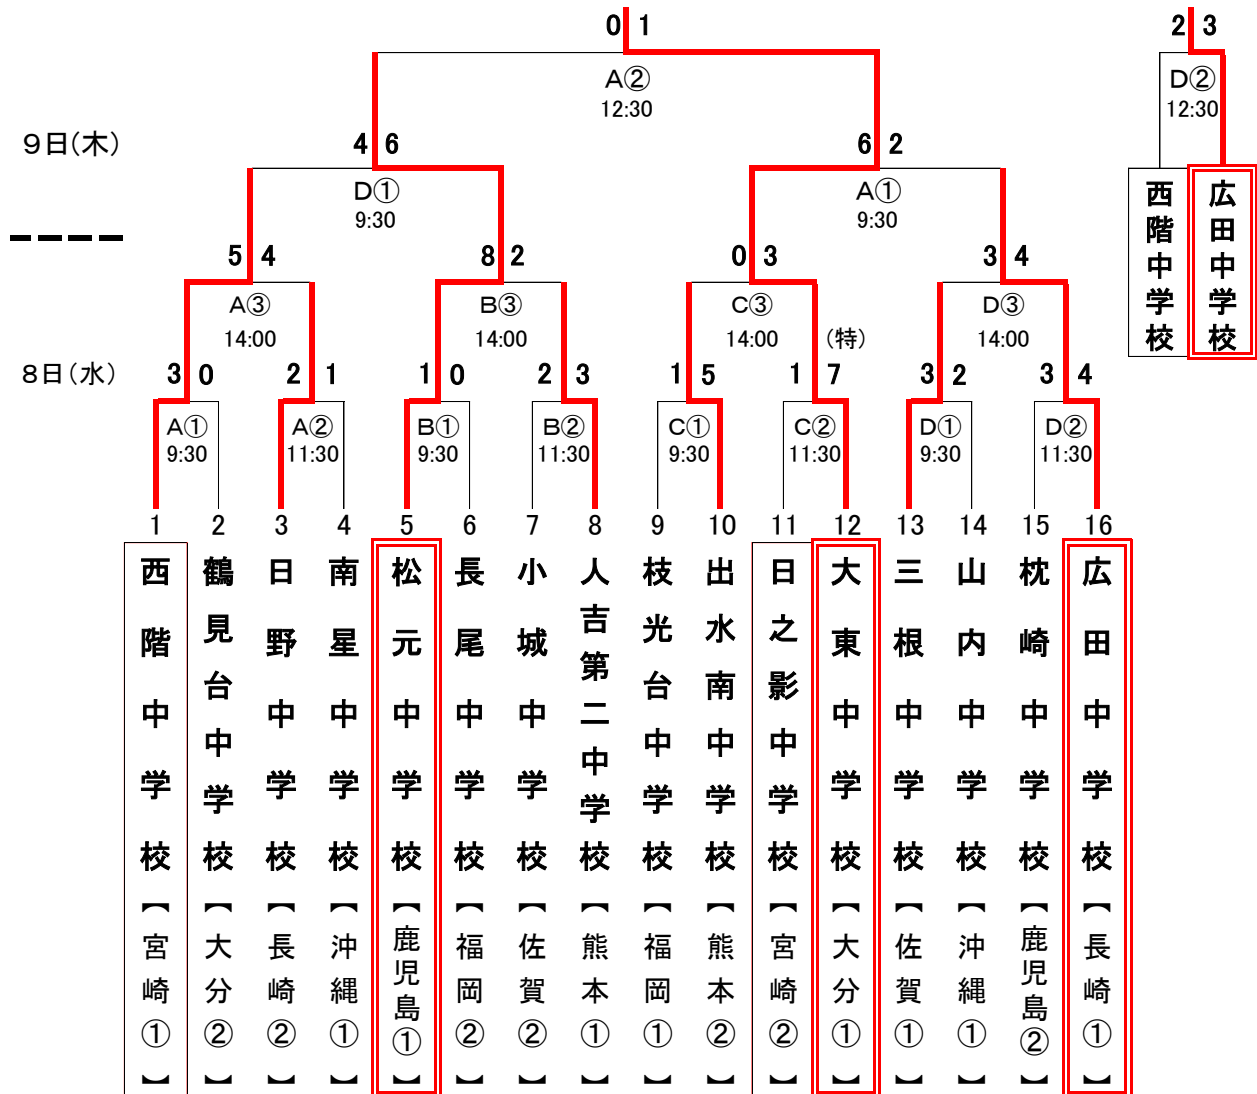 0 1
2 3
A②
12:30
D②
12:30
9日(木)
4 6
6 2
D①
9:30
A①
9:30
西階中学校
広田中学校
5 4
8 2
0 3
3 4
A③
14:00
B③
14:00
C③
14:00
(特)
D③
14:00
8日(水)
3 0
2 1
1 0
2 3
1 5
1 7
3 2
3 4
A①
9:30
A②
11:30
B①
9:30
B②
11:30
C①
9:30
C②
11:30
D①
9:30
D②
11:30
1 2 3 4 5 6 7 8 9 10 11 12 13 14 15 16
西階中学校【宮崎①】
鶴見台中学校【大分②】
日野中学校【長崎②】
南星中学校【沖縄①】
松元中学校【鹿児島①】
長尾中学校【福岡②】
小城中学校【佐賀②】
人吉第二中学校【熊本①】
枝光台中学校【福岡①】
出水南中学校【熊本②】
日之影中学校【宮崎②】
大東中学校【大分①】
三根中学校【佐賀①】
山内中学校【沖縄①】
枕崎中学校【鹿児島②】
広田中学校【長崎①】